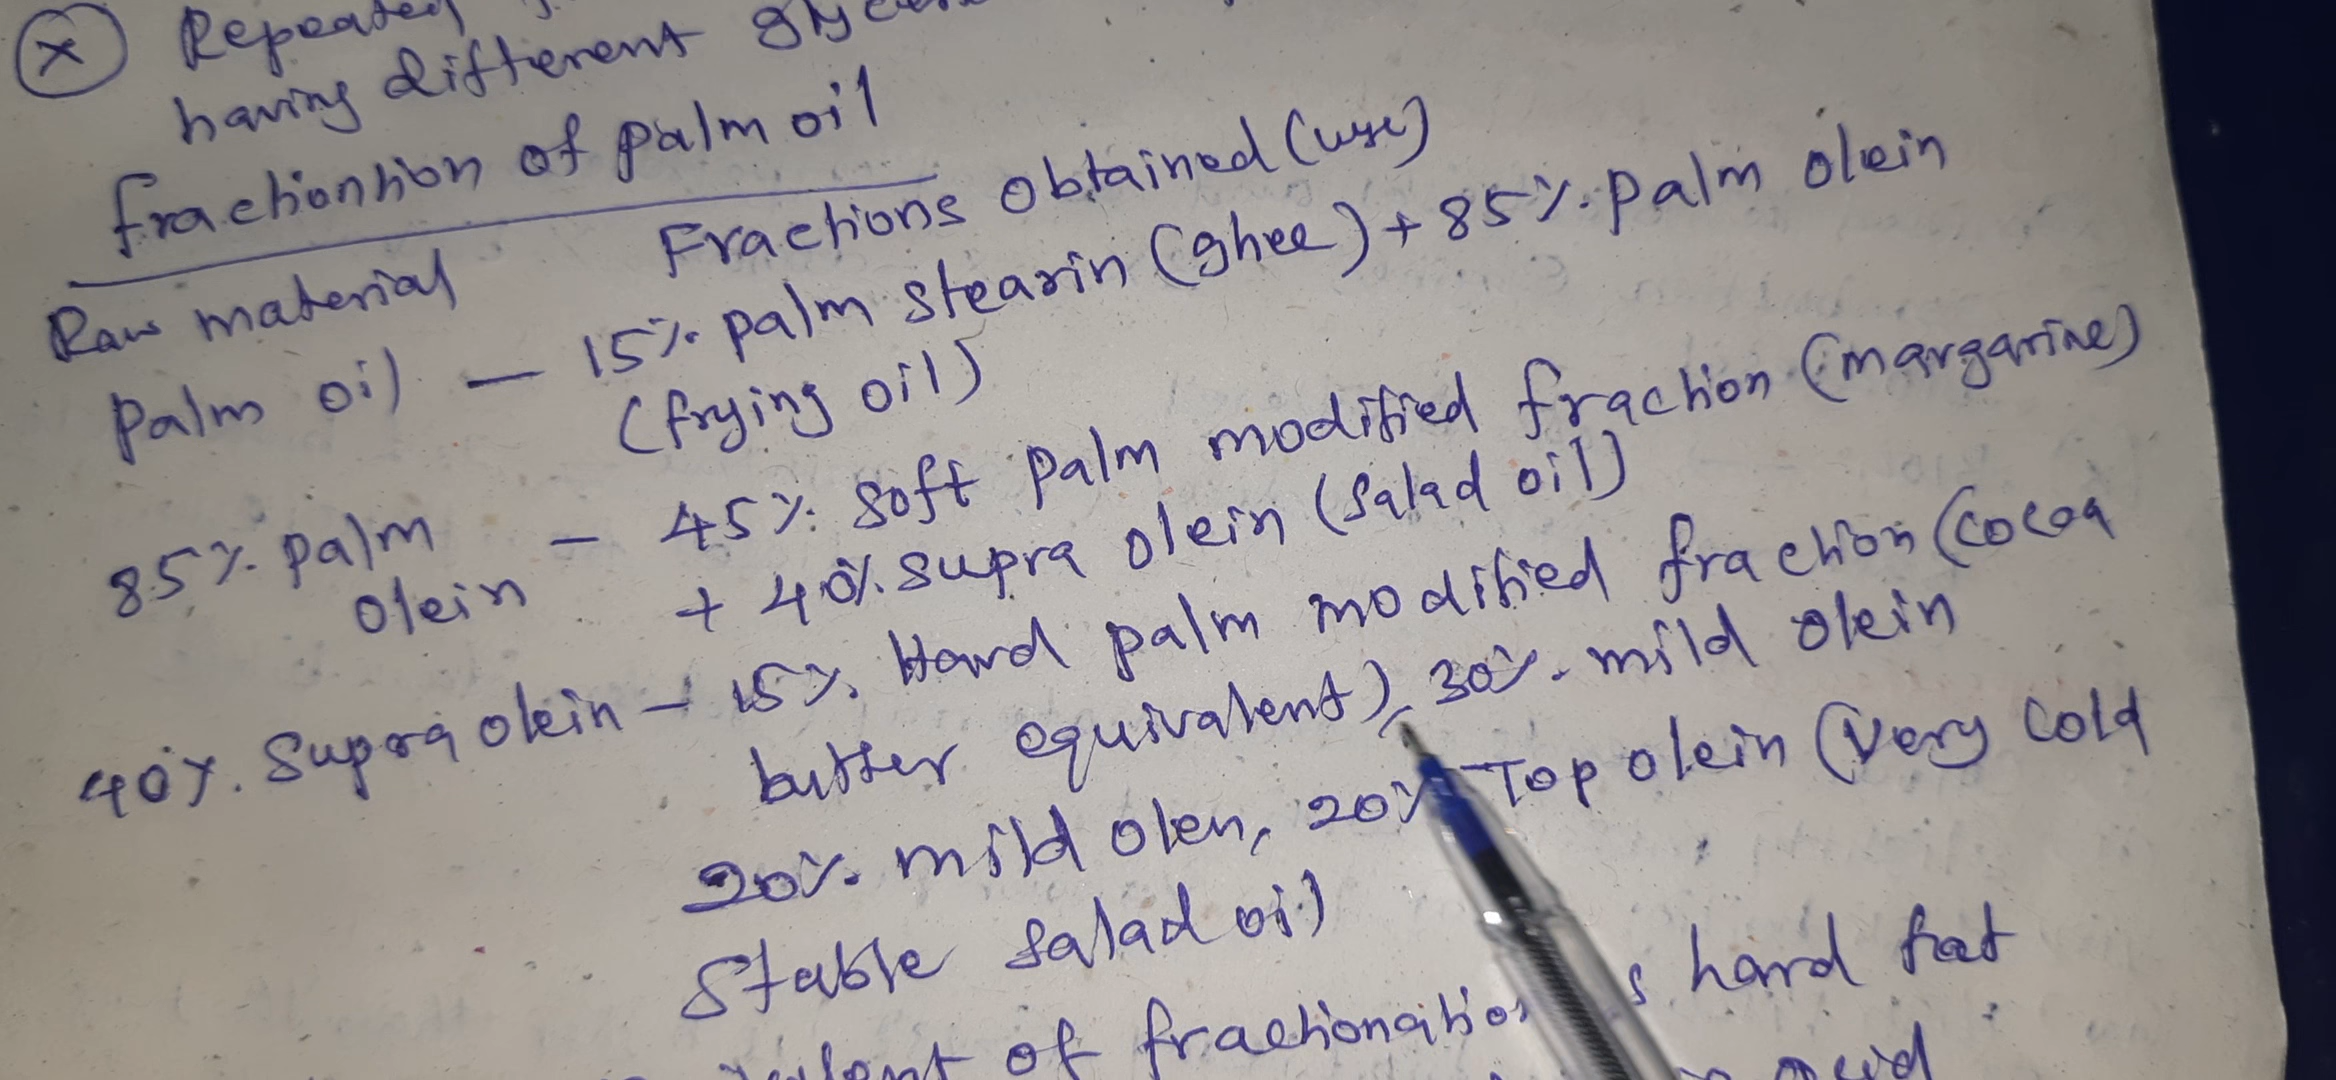 (x) Repeated
having different
fractiontion of palm oil
Raw material Fractions obtained (use)
palm oil — 15% palm stearin (ghee) + 85% palm olein
(frying oil)
85% palm olein — 45% soft palm modified fraction (margarine)
+ 40% supra olein (Salad oil)
40% Supra olein — 15% Hard palm modified fraction (cocoa
butter equivalent), 30% mild olein
20% mild olen, 20% Top olein (very cold
stable salad oil)
of fractionation hard fat
acid